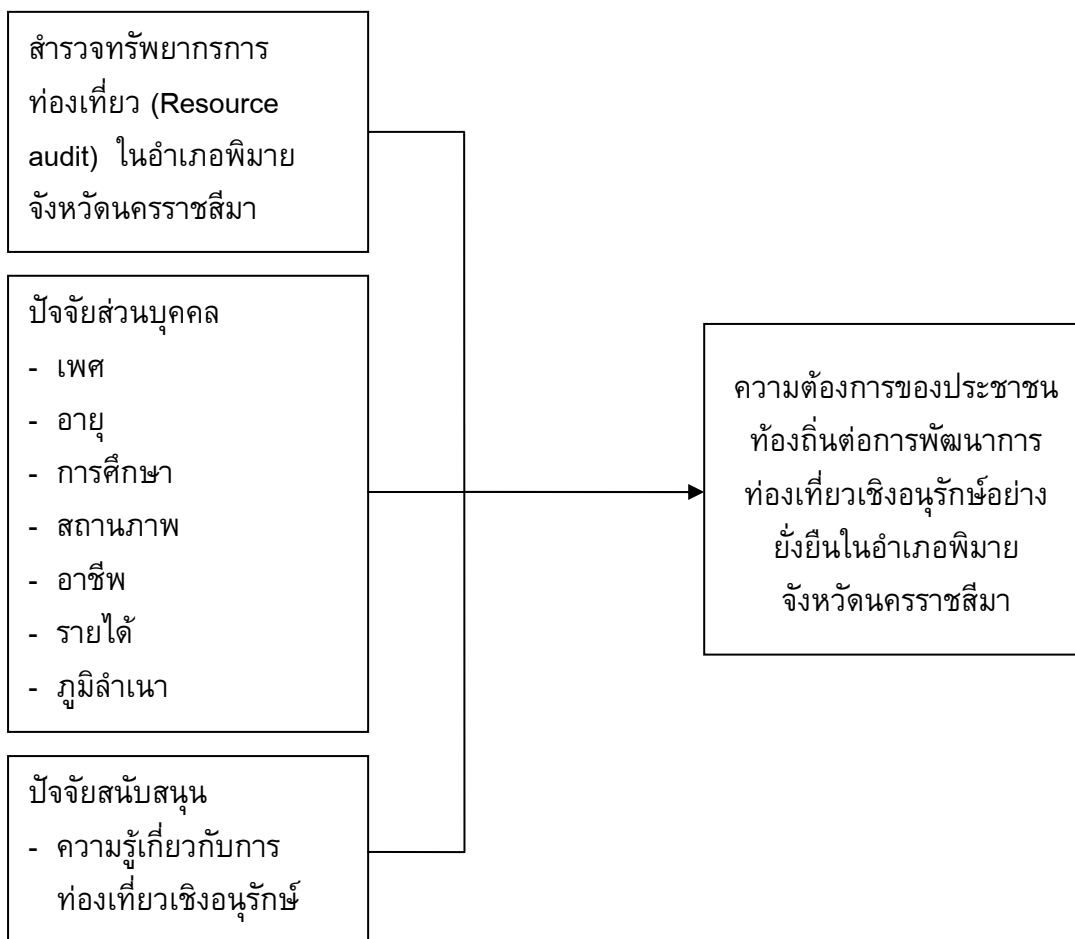 สำรวจทรัพยากรการ
ท่องเที่ยว (Resource
audit) ในอำเภอพิมาย
จังหวัดนครราชสีมา
ปัจจัยส่วนบุคคล
- เพศ
- อายุ
- การศึกษา
- สถานภาพ
- อาชีพ
- รายได้
- ภูมิลำเนา
ปัจจัยสนับสนุน
- ความรู้เกี่ยวกับการ
ท่องเที่ยวเชิงอนุรักษ์
ความต้องการของประชาชน
ท้องถิ่นต่อการพัฒนาการ
ท่องเที่ยวเชิงอนุรักษ์อย่าง
ยั่งยืนในอำเภอพิมาย
จังหวัดนครราชสีมา